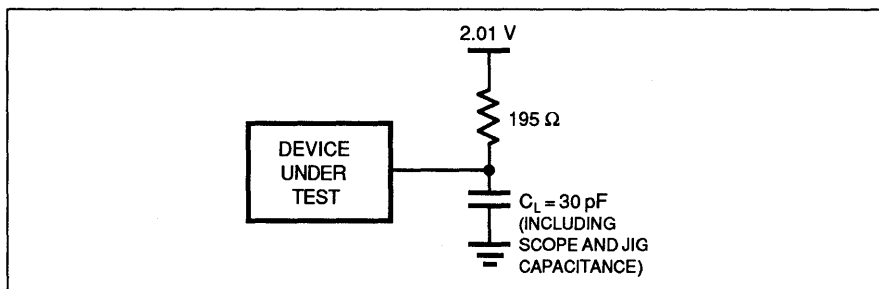 2.01 V
195 Ω
DEVICE
UNDER
TEST
C_L = 30 pF
(INCLUDING
SCOPE AND JIG
CAPACITANCE)